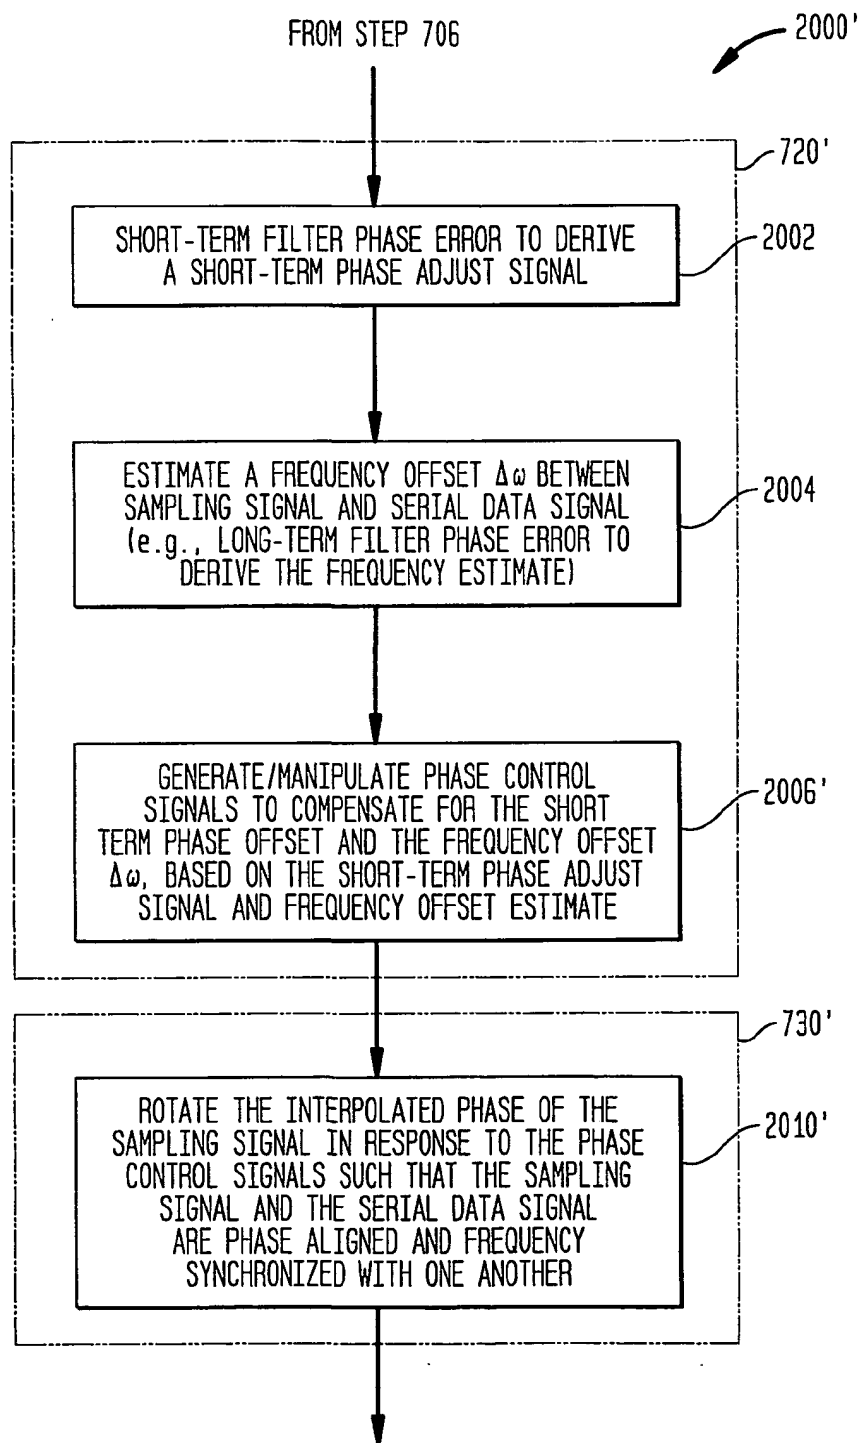 FROM STEP 706
2000'
720'
SHORT-TERM FILTER PHASE ERROR TO DERIVE
A SHORT-TERM PHASE ADJUST SIGNAL
2002
ESTIMATE A FREQUENCY OFFSET Δω BETWEEN
SAMPLING SIGNAL AND SERIAL DATA SIGNAL
(e.g., LONG-TERM FILTER PHASE ERROR TO
DERIVE THE FREQUENCY ESTIMATE)
2004
GENERATE/MANIPULATE PHASE CONTROL
SIGNALS TO COMPENSATE FOR THE SHORT
TERM PHASE OFFSET AND THE FREQUENCY OFFSET
Δω, BASED ON THE SHORT-TERM PHASE ADJUST
SIGNAL AND FREQUENCY OFFSET ESTIMATE
2006'
730'
ROTATE THE INTERPOLATED PHASE OF THE
SAMPLING SIGNAL IN RESPONSE TO THE PHASE
CONTROL SIGNALS SUCH THAT THE SAMPLING
SIGNAL AND THE SERIAL DATA SIGNAL
ARE PHASE ALIGNED AND FREQUENCY
SYNCHRONIZED WITH ONE ANOTHER
2010'